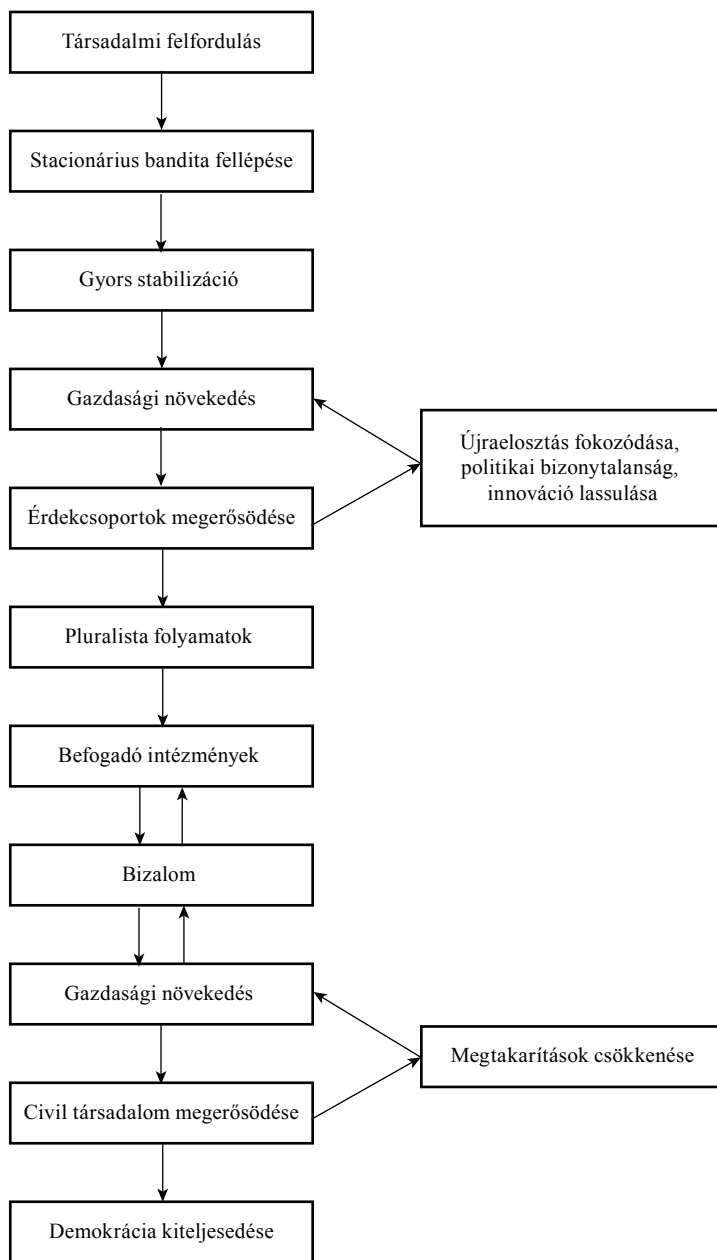 Társadalmi felfordulás
Stacionárius bandita fellépése
Gyors stabilizáció
Gazdasági növekedés
Újraelosztás fokozódása,
politikai bizonytalanság,
innováció lassulása
Érdekcsoportok megerősödése
Pluralista folyamatok
Befogadó intézmények
Bizalom
Gazdasági növekedés
Megtakarítások csökkenése
Civil társadalom megerősödése
Demokrácia kiteljesedése